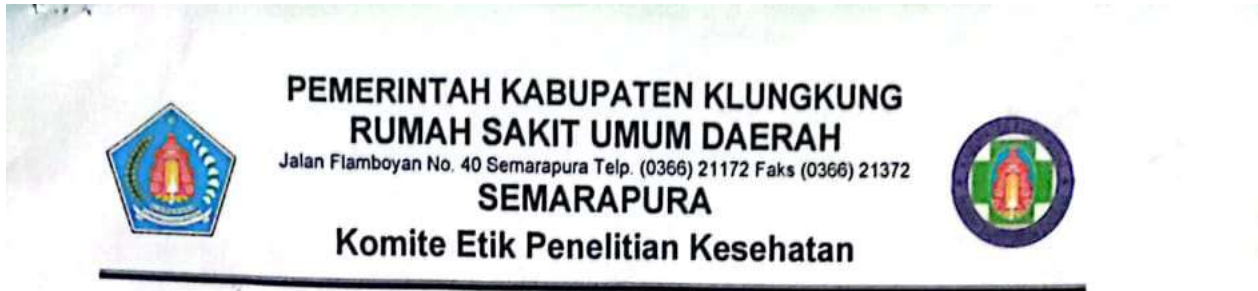 PEMERINTAH KABUPATEN KLUNGKUNG
RUMAH SAKIT UMUM DAERAH
Jalan Flamboyan No. 40 Semarapura Telp. (0366) 21172 Faks (0366) 21372
SEMARAPURA
Komite Etik Penelitian Kesehatan